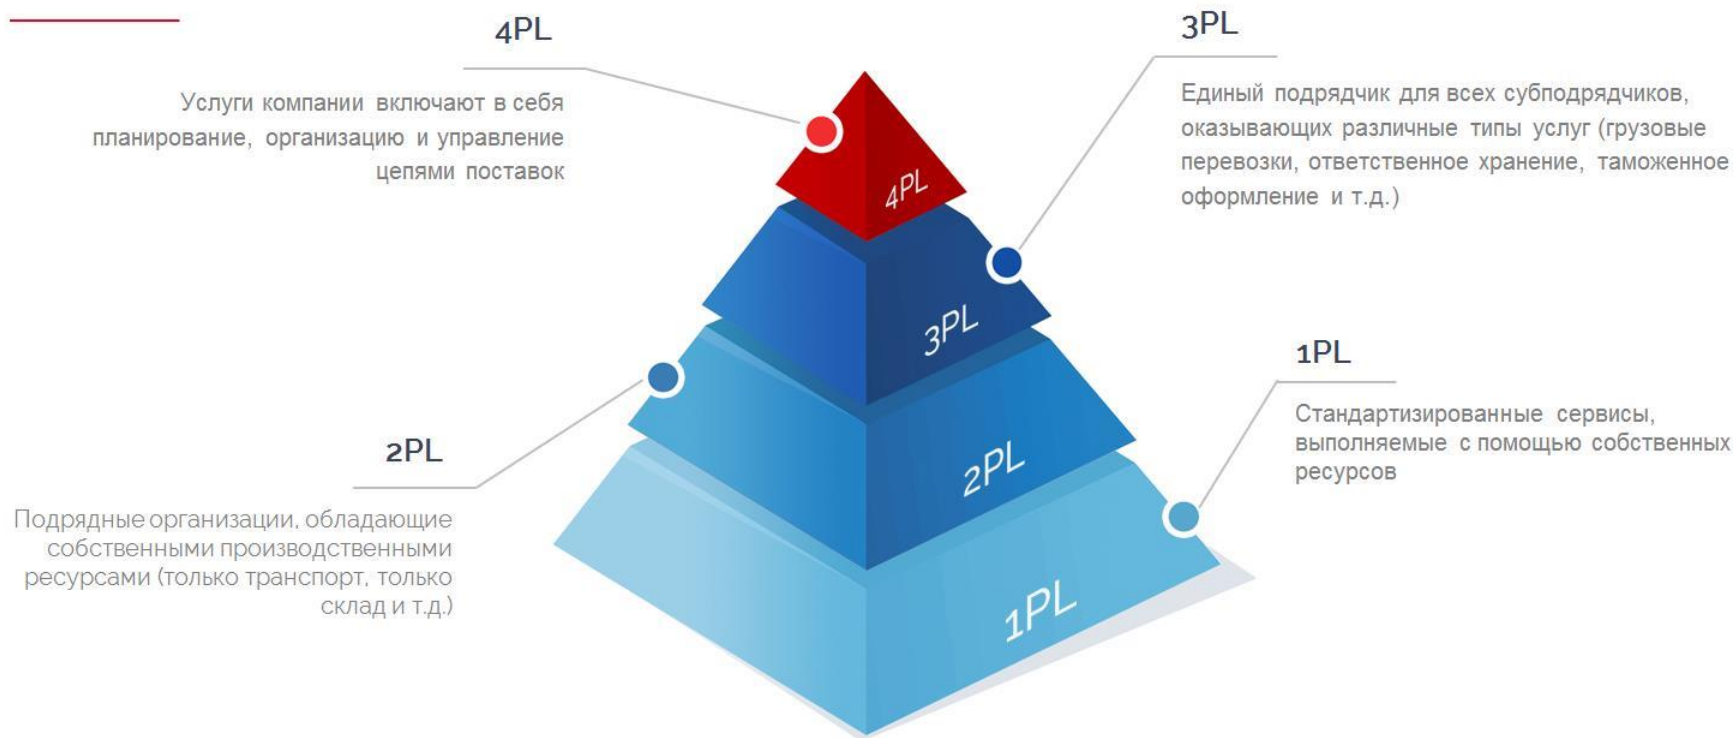 4PL
Услуги компании включают в себя
планирование, организацию и управление
цепями поставок
3PL
Единый подрядчик для всех субподрядчиков,
оказывающих различные типы услуг (грузовые
перевозки, ответственное хранение, таможенное
оформление и т.д.)
2PL
Подрядные организации, обладающие
собственными производственными
ресурсами (только транспорт, только
склад и т.д.)
1PL
Стандартизированные сервисы,
выполняемые с помощью собственных
ресурсов
4PL
3PL
2PL
1PL